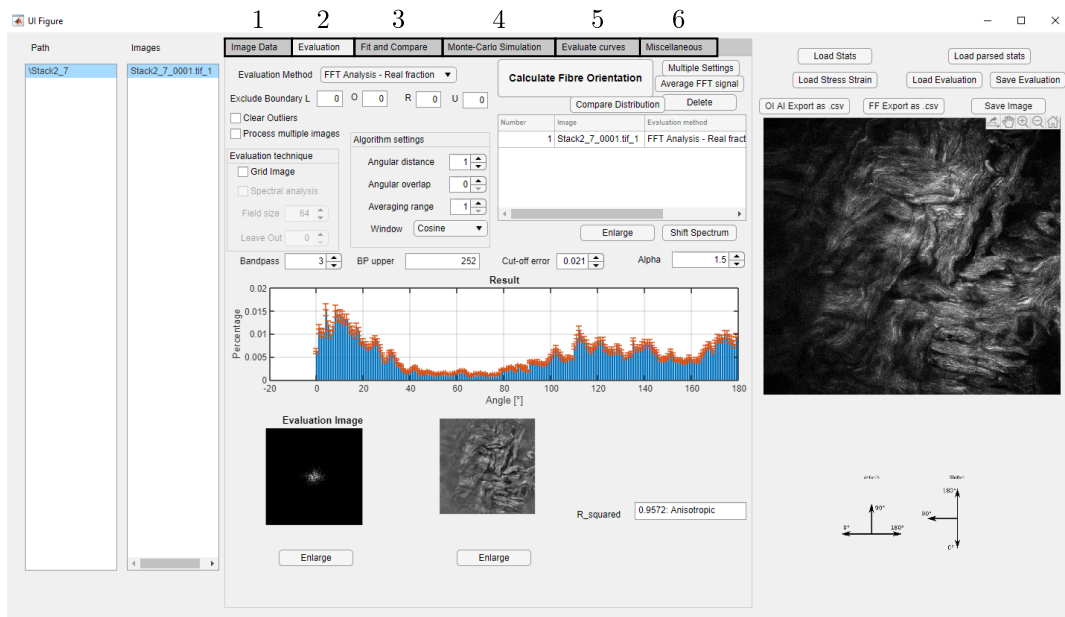 1 2 3 4 5 6
UI Figure
Path
Images
\Stack2_7
Stack2_7_0001.tif_1
Image Data
Evaluation
Fit and Compare
Monte-Carlo Simulation
Evaluate curves
Miscellaneous
Evaluation Method
FFT Analysis - Real fraction
Exclude Boundary L 0 O 0 R 0 U 0
Clear Outliers
Process multiple images
Evaluation technique
Grid Image
Spectral analysis
Field size 64
Leave Out 0
Algorithm settings
Angular distance 1
Angular overlap 0
Averaging range 1
Window Cosine
Calculate Fibre Orientation
Multiple Settings
Average FFT signal
Compare Distribution
Delete
Number Image Evaluation method
1 Stack2_7_0001.tif_1 FFT Analysis - Real fract
Enlarge
Shift Spectrum
Bandpass 3 BP upper 252 Cut-off error 0.021 Alpha 1.5
Result
Percentage
0.02
0.015
0.01
0.005
0
-20 0 20 40 60 80 100 120 140 160 180
Angle [°]
Evaluation Image
Enlarge
Enlarge
R_squared 0.9572: Anisotropic
Load Stats
Load parsed stats
Load Stress Strain
Load Evaluation
Save Evaluation
OI AI Export as .csv
FF Export as .csv
Save Image
90°
0° 180°
180°
90°
0°